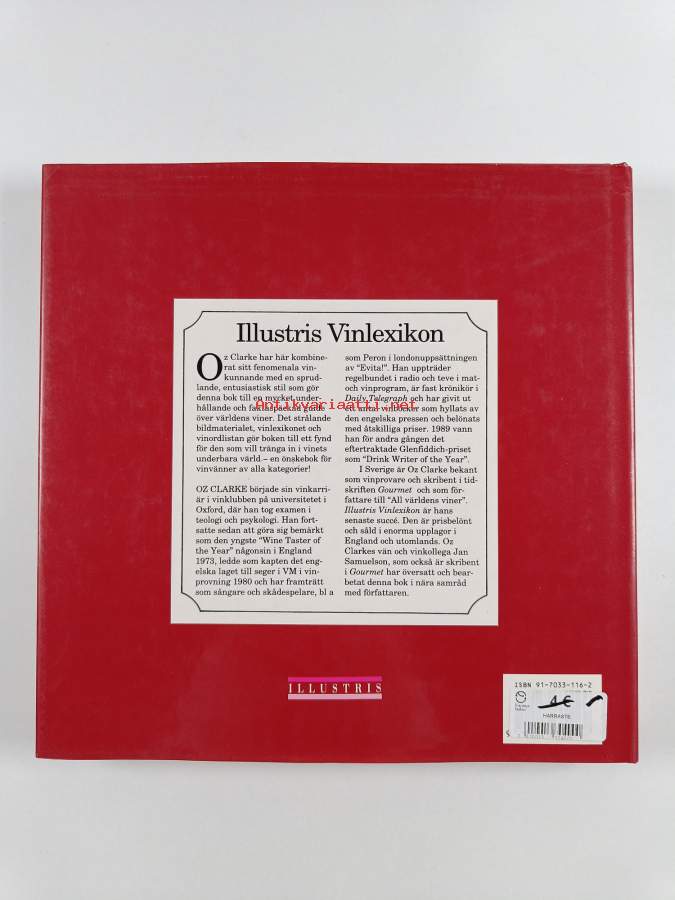 Illustris Vinlexikon
Oz Clarke har här kombine-
rat sitt fenomenala vin-
kunnande med en sprud-
lande, entusiastisk stil som gör
denna bok till en mycket under-
hållande och faktaspäckad guide
över världens viner. Det strålande
bildmaterialet, vinlexikonet och
vinordlistan gör boken till ett fynd
för den som vill tränga in i vinets
underbara värld – en önskebok för
vinvänner av alla kategorier!
OZ CLARKE började sin vinkarri-
är i vinklubben på universitetet i
Oxford, där han tog examen i
teologi och psykologi. Han fort-
satte sedan att göra sig bemärkt
som den yngste "Wine Taster of
the Year" någonsin i England
1973, ledde som kapten det eng-
elska laget till seger i VM i vin-
provning 1980 och har framträtt
som sångare och skådespelare, bl a
som Peron i londonuppsättningen
av "Evita!". Han uppträder
regelbundet i radio och teve i mat-
och vinprogram, är fast krönikör i
Daily Telegraph och har givit ut
ett antal vinböcker som hyllats av
den engelska pressen och belönats
med åtskilliga priser. 1989 vann
han för andra gången det
eftertraktade Glenfiddich-priset
som "Drink Writer of the Year".
I Sverige är Oz Clarke bekant
som vinprovare och skribent i tid-
skriften Gourmet och som för-
fattare till "All världens viner".
Illustris Vinlexikon är hans
senaste succé. Den är prisbelönt
och såld i enorma upplagor i
England och utomlands. Oz
Clarkes vän och vinkollega Jan
Samuelson, som också är skribent
i Gourmet har översatt och bear-
betat denna bok i nära samråd
med författaren.
antikvariaatti.net
ILLUSTRIS
ISBN 91-7033-116-2
4 €
HARRASTE